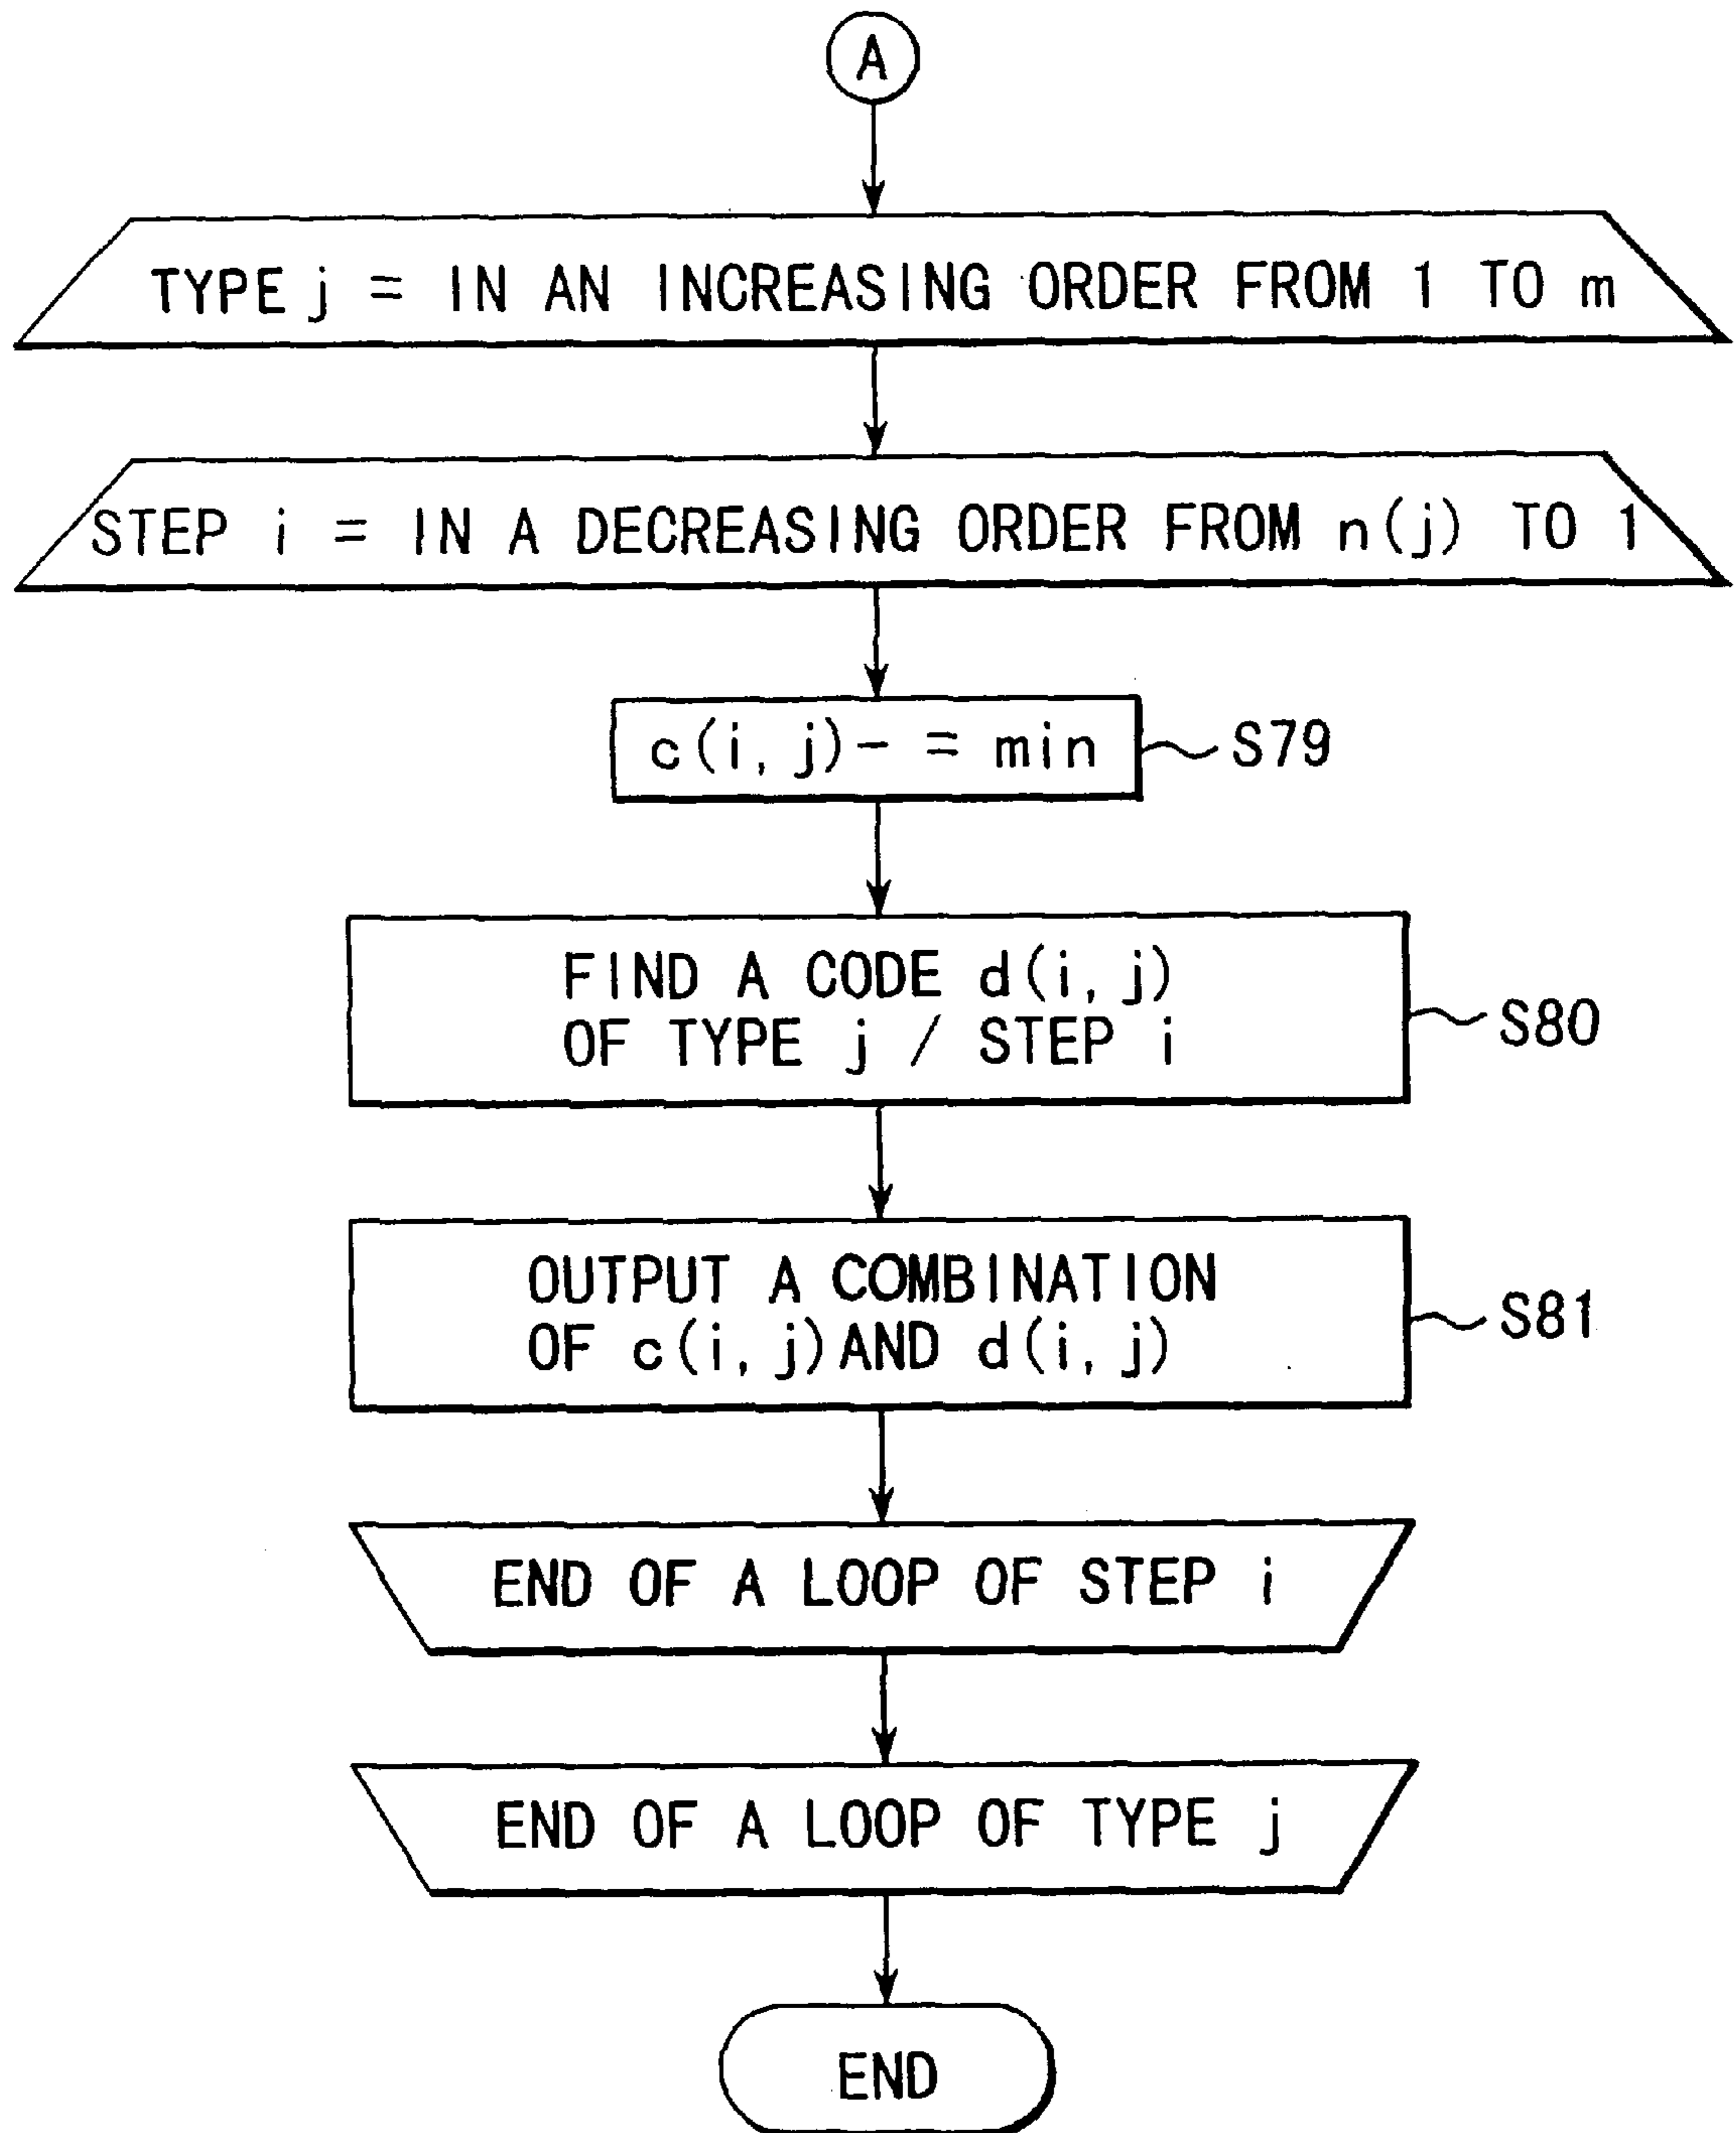 A
TYPE j = IN AN INCREASING ORDER FROM 1 TO m
STEP i = IN A DECREASING ORDER FROM n(j) TO 1
c(i, j)- = min
S79
FIND A CODE d(i, j)
OF TYPE j / STEP i
S80
OUTPUT A COMBINATION
OF c(i, j) AND d(i, j)
S81
END OF A LOOP OF STEP i
END OF A LOOP OF TYPE j
END